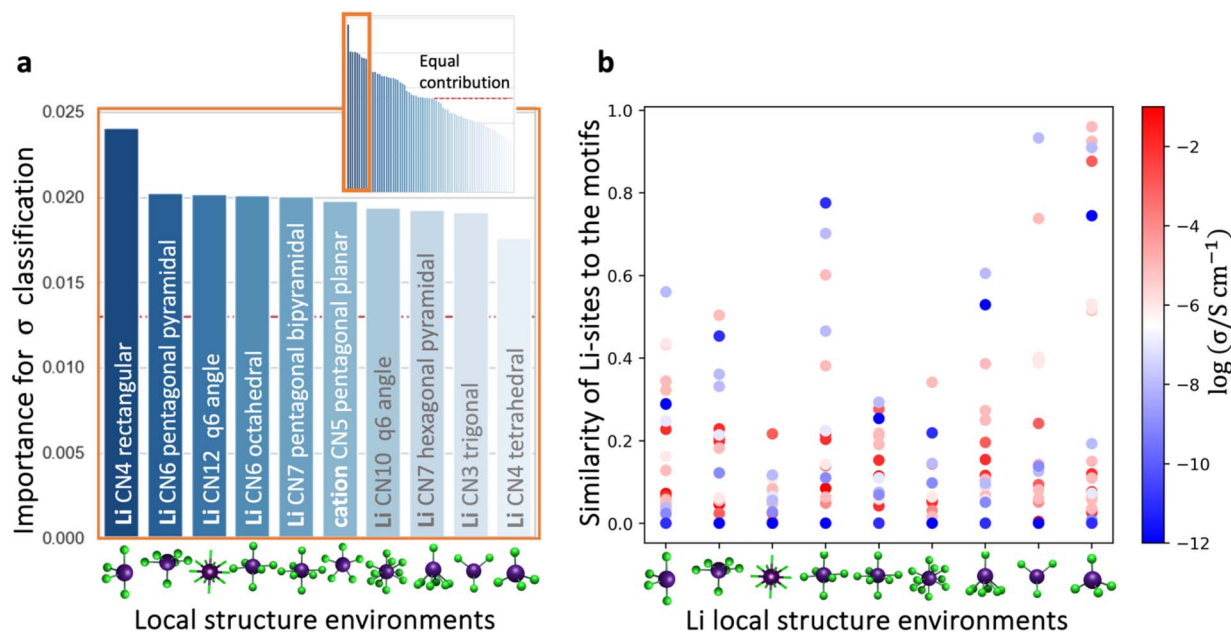 a
Equal
contribution
Importance for σ classification
0.025
0.020
0.015
0.010
0.005
0.000
Li CN4 rectangular
Li CN6 pentagonal pyramidal
Li CN12 q6 angle
Li CN6 octahedral
Li CN7 pentagonal bipyramidal
cation CN5 pentagonal planar
Li CN10 q6 angle
Li CN7 hexagonal pyramidal
Li CN3 trigonal
Li CN4 tetrahedral
Local structure environments
b
Similarity of Li-sites to the motifs
1.0
0.8
0.6
0.4
0.2
0.0
Li local structure environments
-2
-4
-6
-8
-10
-12
log (σ/S cm⁻¹)